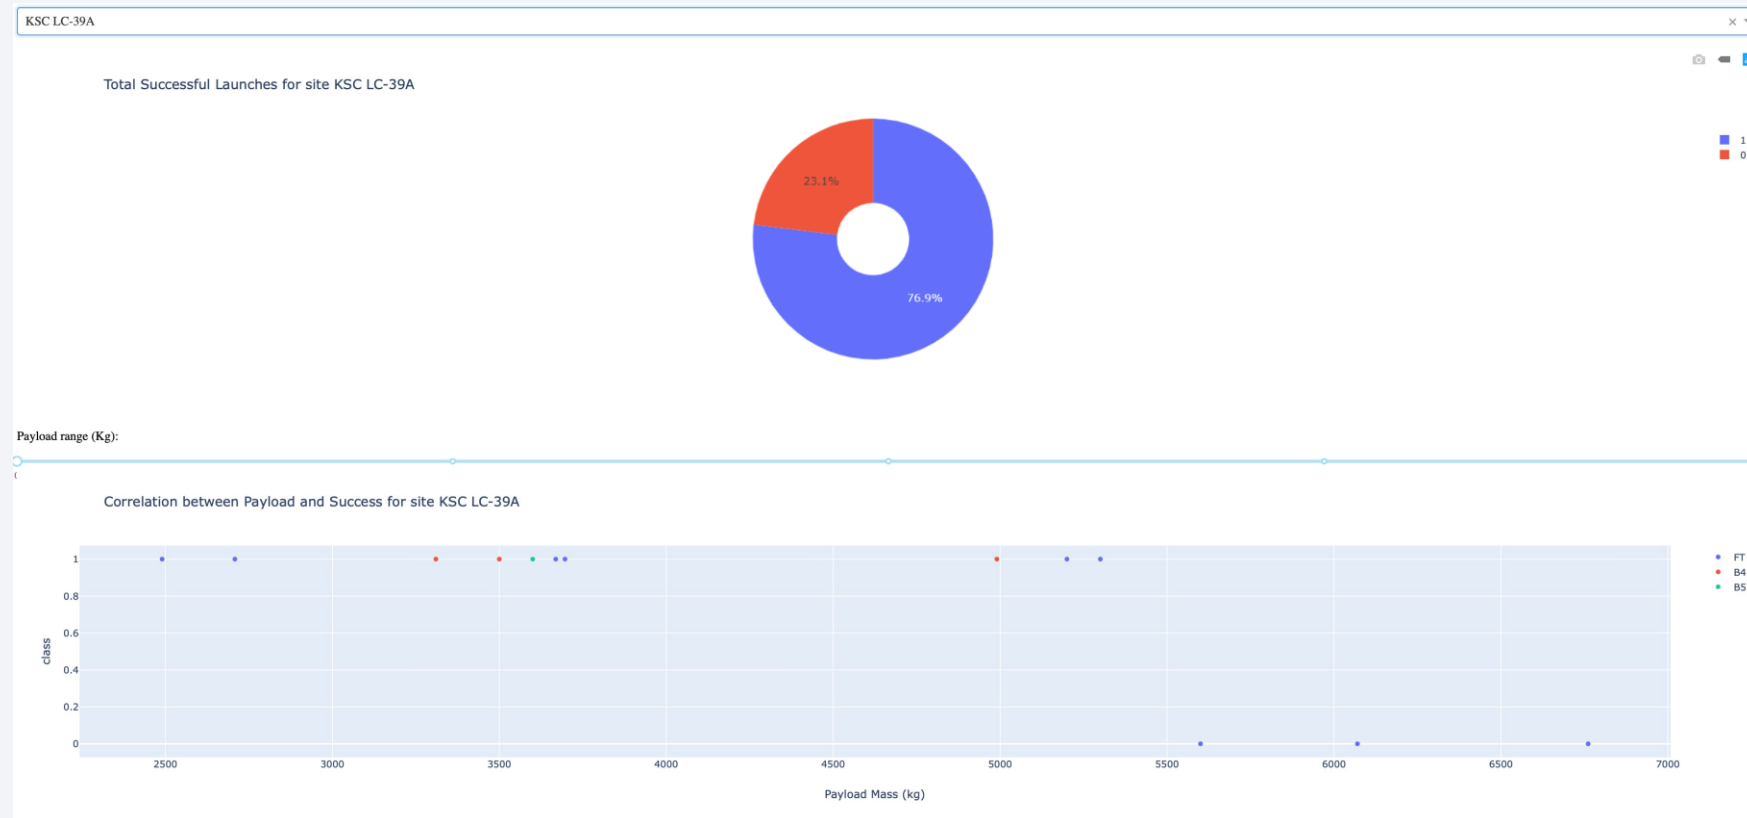 KSC LC-39A
Total Successful Launches for site KSC LC-39A
1
0
23.1%
76.9%
Payload range (Kg):
Correlation between Payload and Success for site KSC LC-39A
1
0.8
0.6
0.4
0.2
0
class
FT
B4
B5
2500 3000 3500 4000 4500 5000 5500 6000 6500 7000
Payload Mass (kg)